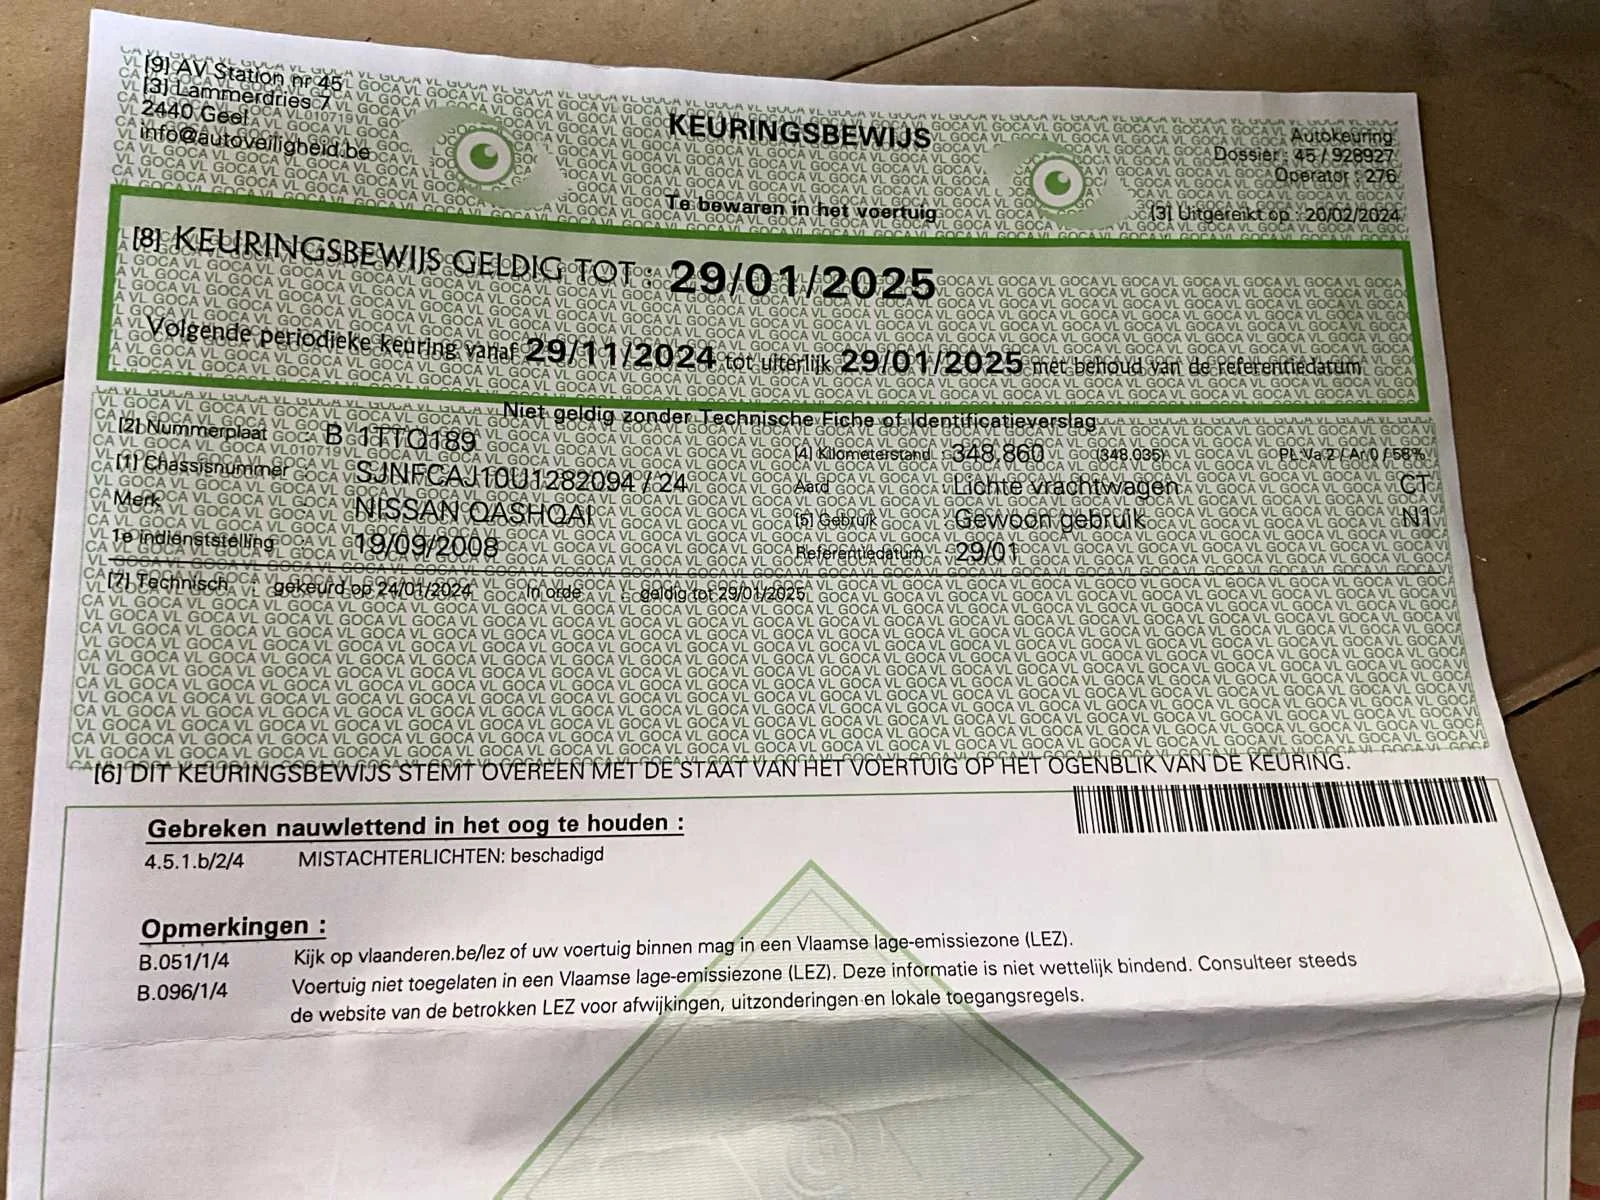 [9] AV Station nr 45
[3] Lammerdries 7
2440 Geel
info@autoveiligheid.be
KEURINGSBEWIJS
Te bewaren in het voertuig
Autokeuring
Dossier : 45 / 928927
Operator : 276
[3] Uitgereikt op : 20/02/2024
[8] KEURINGSBEWIJS GELDIG TOT : 29/01/2025
Volgende periodieke keuring vanaf 29/11/2024 tot uiterlijk 29/01/2025 met behoud van de referentiedatum
Niet geldig zonder Technische Fiche of Identificatieverslag
[2] Nummerplaat : B 1TTQ189
[1] Chassisnummer : SJNFCAJ10U1282094 / 24
Merk : NISSAN QASHQAI
1e indienststelling : 19/09/2008
[4] Kilometerstand : 348.860 (348.035) PL Va 2 / Ar 0 / 58%
Aard : Lichte vrachtwagen CT
[5] Gebruik : Gewoon gebruik N1
Referentiedatum : 29/01
[7] Technisch : gekeurd op 24/01/2024 In orde : geldig tot 29/01/2025
[6] DIT KEURINGSBEWIJS STEMT OVEREEN MET DE STAAT VAN HET VOERTUIG OP HET OGENBLIK VAN DE KEURING.
Gebreken nauwlettend in het oog te houden :
4.5.1.b/2/4 MISTACHTERLICHTEN: beschadigd
Opmerkingen :
B.051/1/4 Kijk op vlaanderen.be/lez of uw voertuig binnen mag in een Vlaamse lage-emissiezone (LEZ).
B.096/1/4 Voertuig niet toegelaten in een Vlaamse lage-emissiezone (LEZ). Deze informatie is niet wettelijk bindend. Consulteer steeds
de website van de betrokken LEZ voor afwijkingen, uitzonderingen en lokale toegangsregels.